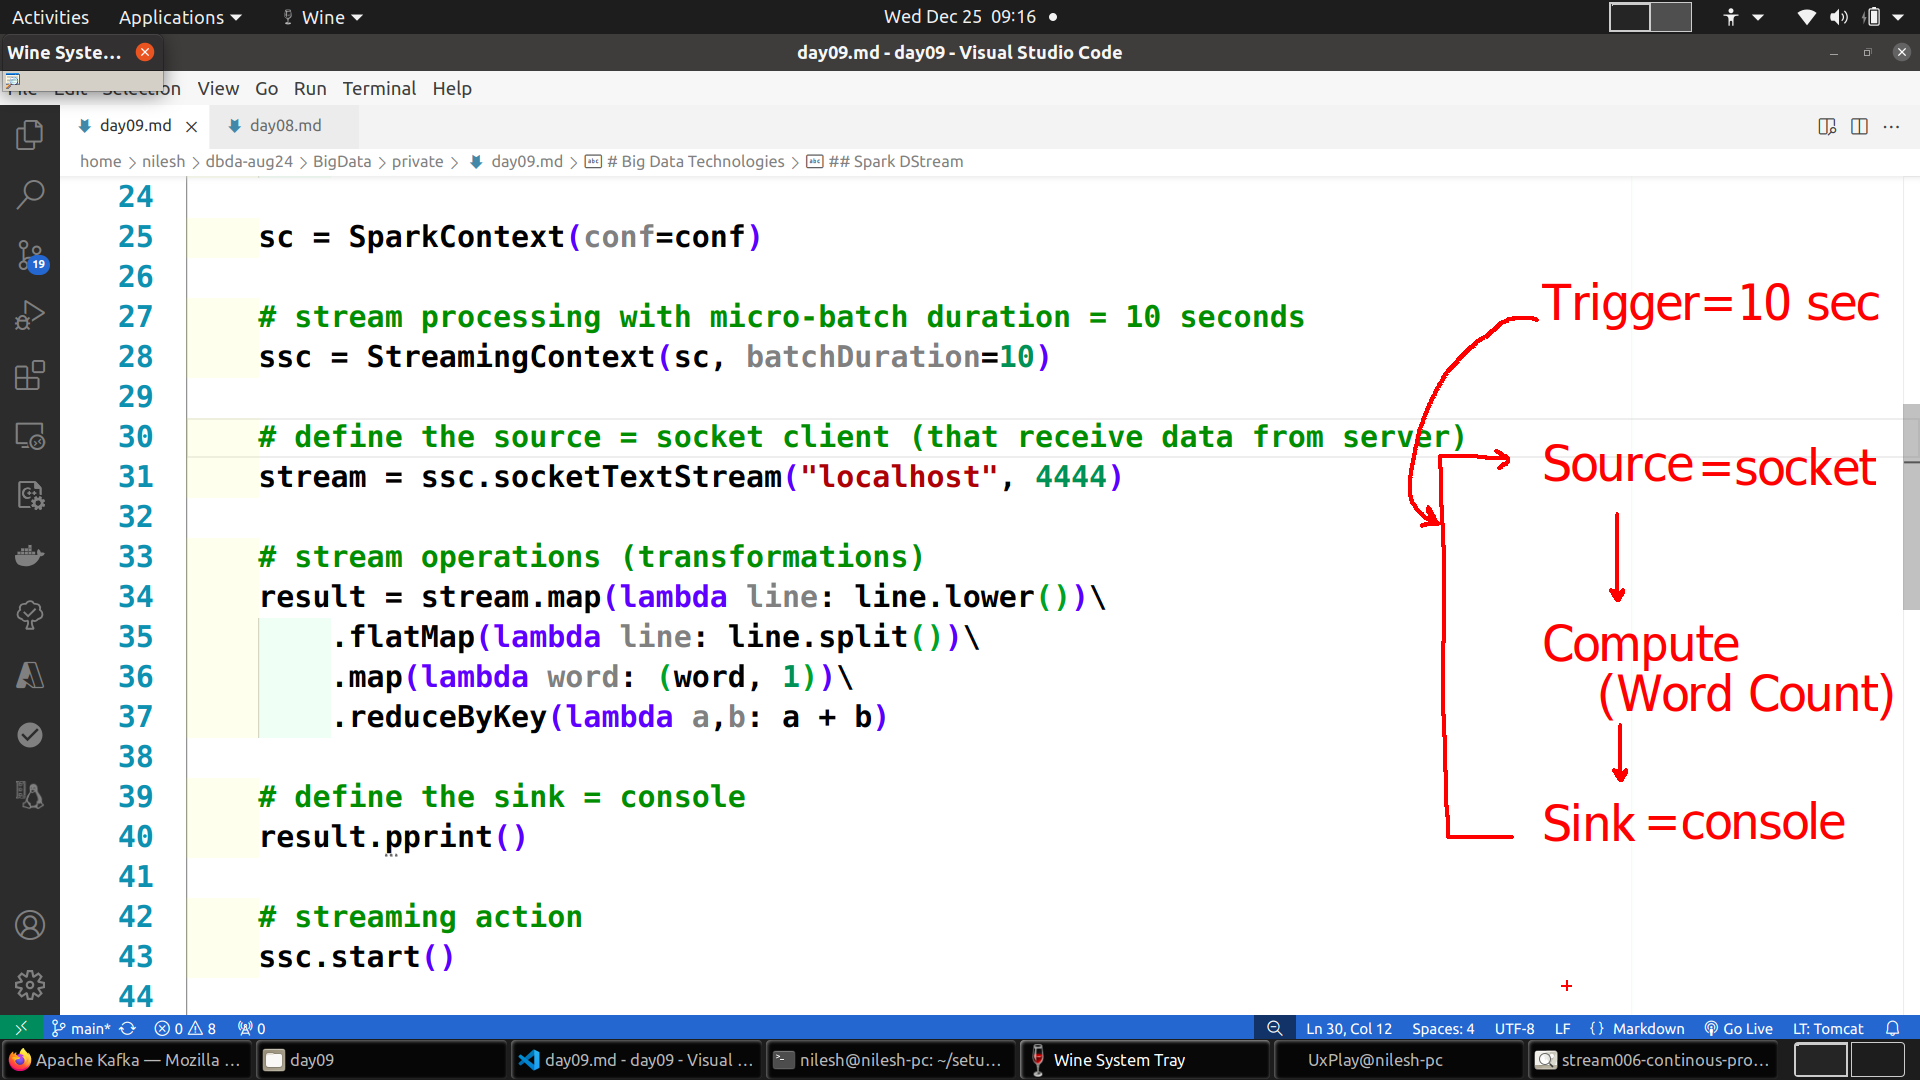 Activities Applications Wine Wed Dec 25 09:16
Wine Syste... day09.md - day09 - Visual Studio Code
File Edit Selection View Go Run Terminal Help
day09.md day08.md
home > nilesh > dbda-aug24 > BigData > private > day09.md > # Big Data Technologies > ## Spark DStream
24
25 sc = SparkContext(conf=conf)
26
27 # stream processing with micro-batch duration = 10 seconds
28 ssc = StreamingContext(sc, batchDuration=10)
29
30 # define the source = socket client (that receive data from server)
31 stream = ssc.socketTextStream("localhost", 4444)
32
33 # stream operations (transformations)
34 result = stream.map(lambda line: line.lower())\
35 .flatMap(lambda line: line.split())\
36 .map(lambda word: (word, 1))\
37 .reduceByKey(lambda a,b: a + b)
38
39 # define the sink = console
40 result.pprint()
41
42 # streaming action
43 ssc.start()
44
Trigger=10 sec
Source=socket
Compute
(Word Count)
Sink=console
19
main* 0 8 0 Ln 30, Col 12 Spaces: 4 UTF-8 LF {} Markdown Go Live LT: Tomcat
Apache Kafka — Mozilla ... day09 day09.md - day09 - Visual ... nilesh@nilesh-pc: ~/setu... Wine System Tray UxPlay@nilesh-pc stream006-continous-pro...